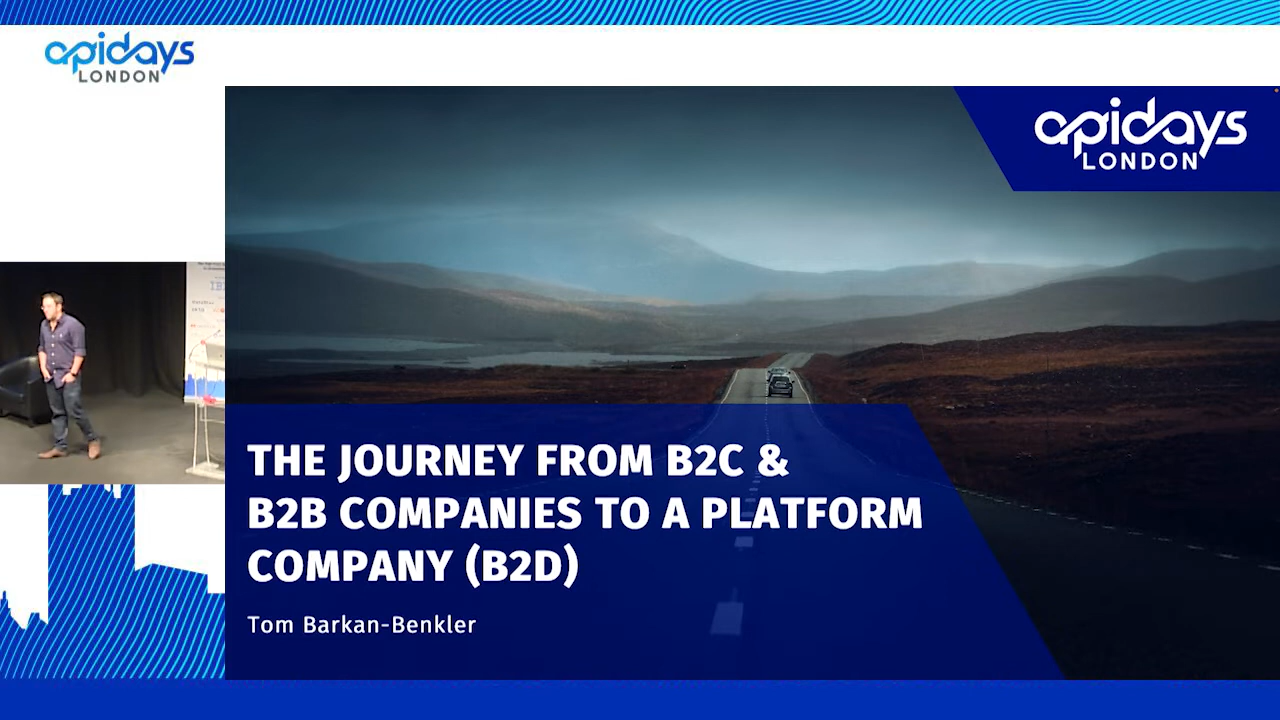 apidays
LONDON
apidays
LONDON
THE JOURNEY FROM B2C &
B2B COMPANIES TO A PLATFORM
COMPANY (B2D)
Tom Barkan-Benkler